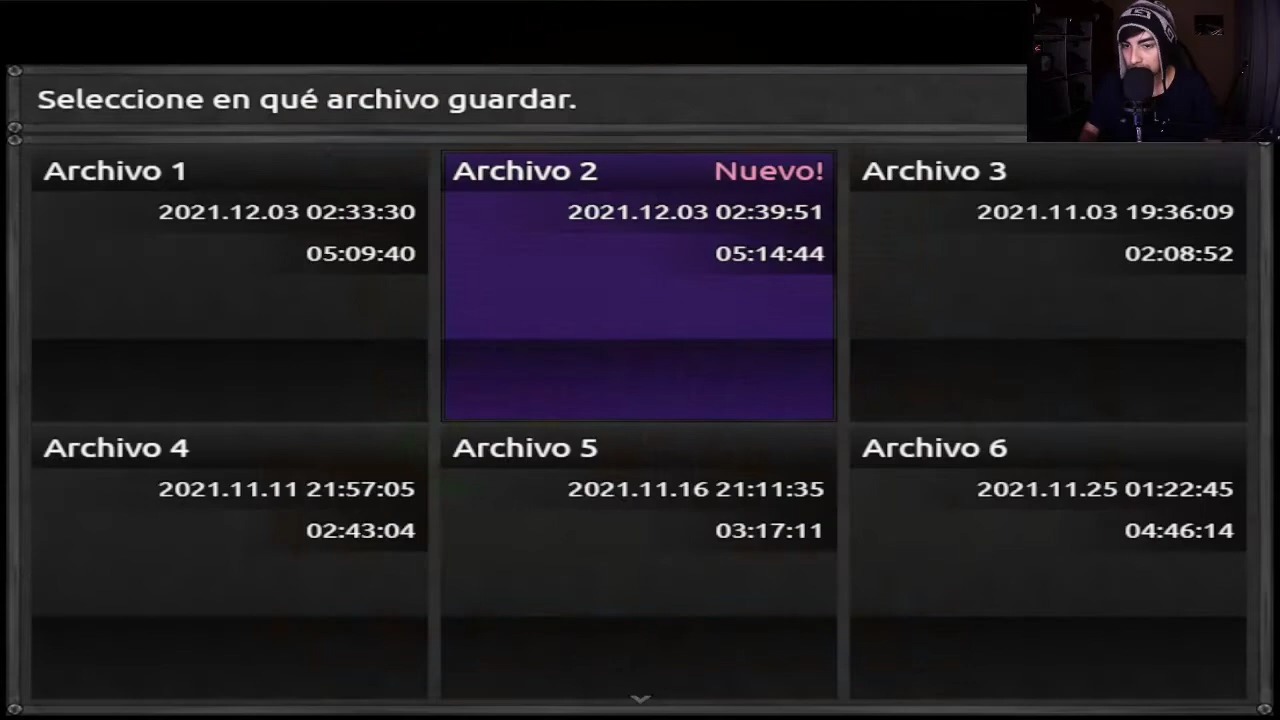 Seleccione en qué archivo guardar.
Archivo 1
2021.12.03 02:33:30
05:09:40
Archivo 2 Nuevo!
2021.12.03 02:39:51
05:14:44
Archivo 3
2021.11.03 19:36:09
02:08:52
Archivo 4
2021.11.11 21:57:05
02:43:04
Archivo 5
2021.11.16 21:11:35
03:17:11
Archivo 6
2021.11.25 01:22:45
04:46:14